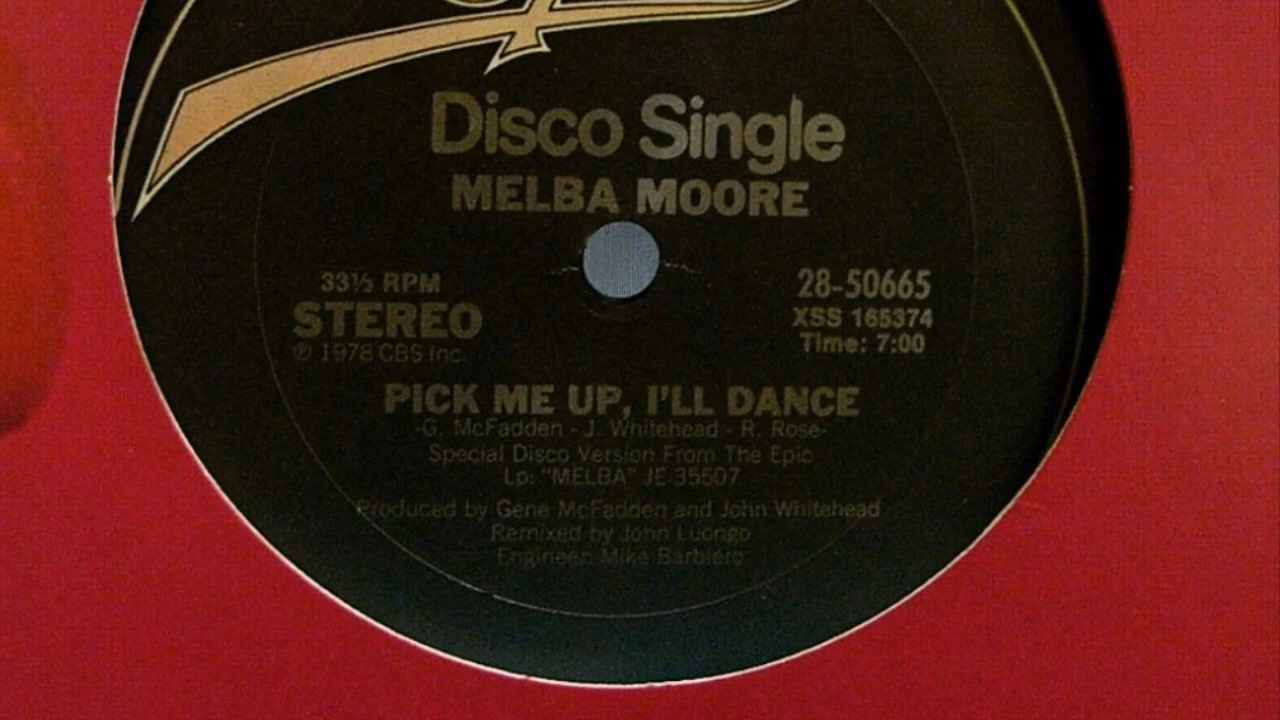 Disco Single
MELBA MOORE
33⅓ RPM
STEREO
℗ 1978 CBS Inc.
28-50665
XSS 165374
Time: 7:00
PICK ME UP, I'LL DANCE
-G. McFadden - J. Whitehead - R. Rose-
Special Disco Version From The Epic
Lp: "MELBA" JE 35507
Produced by Gene McFadden and John Whitehead
Remixed by John Luongo
Engineer: Mike Barbiero